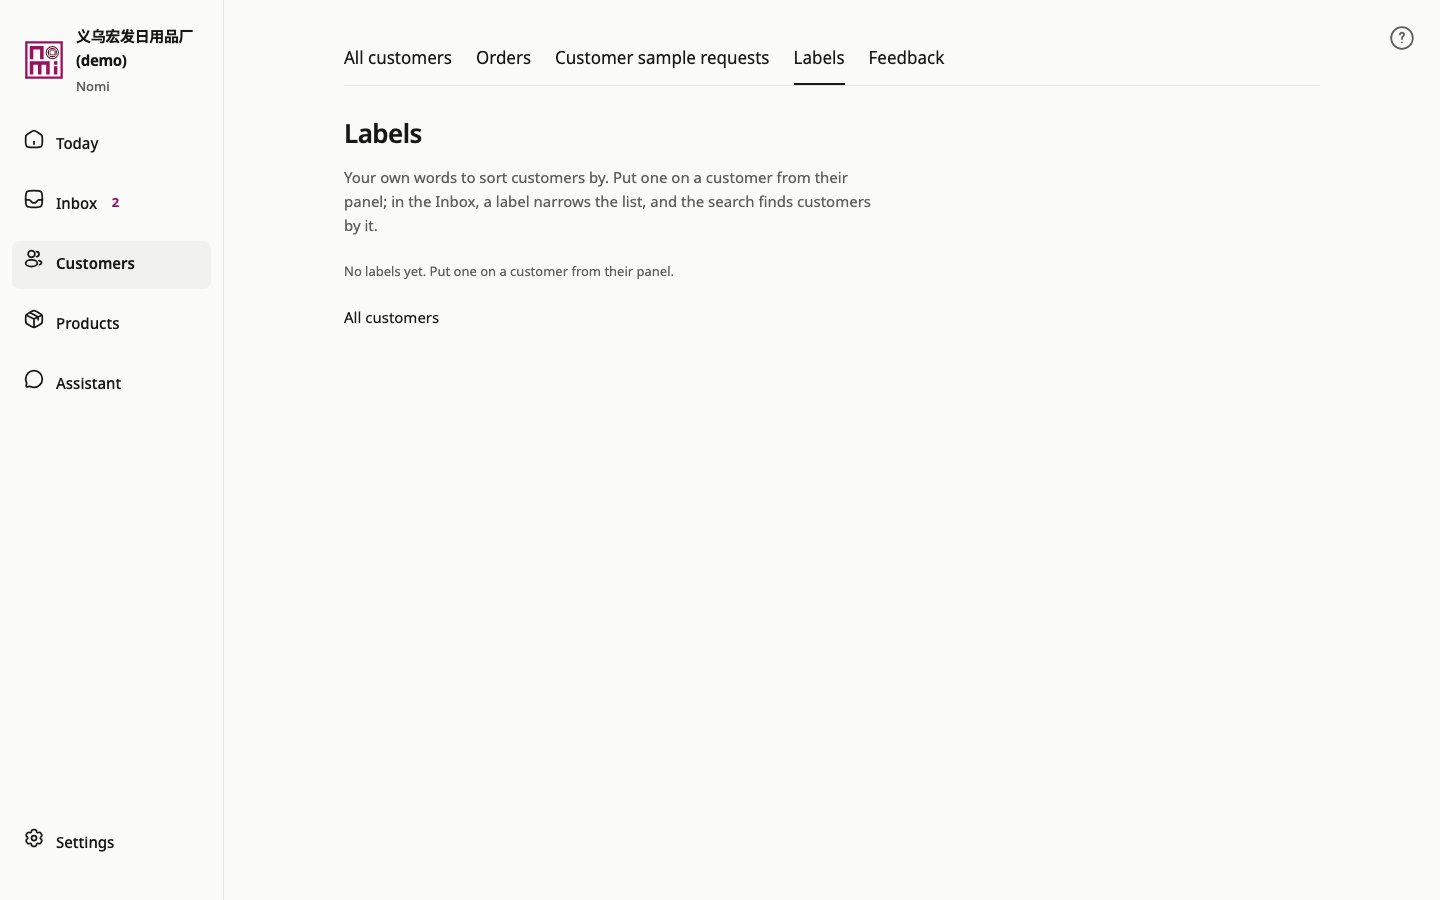 义乌宏发日用品厂
(demo)
Nomi
Today
Inbox 2
Customers
Products
Assistant
Settings
All customers Orders Customer sample requests Labels Feedback
Labels
Your own words to sort customers by. Put one on a customer from their
panel; in the Inbox, a label narrows the list, and the search finds customers
by it.
No labels yet. Put one on a customer from their panel.
All customers